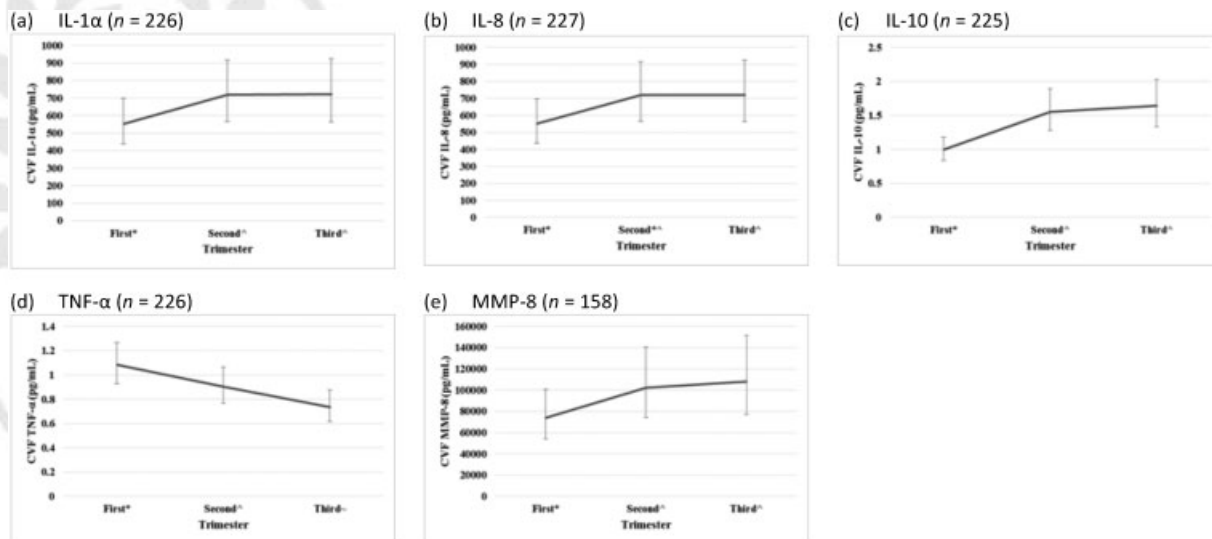 (a) IL-1α (n = 226)
1000
900
800
700
600
500
400
300
200
100
0
CVF IL-1α (pg/mL)
First* Second^ Third^
Trimester
(b) IL-8 (n = 227)
1000
900
800
700
600
500
400
300
200
100
0
CVF IL-8 (pg/mL)
First* Second*^ Third^
Trimester
(c) IL-10 (n = 225)
2.5
2
1.5
1
0.5
0
CVF IL-10 (pg/mL)
First* Second^ Third^
Trimester
(d) TNF-α (n = 226)
1.4
1.2
1
0.8
0.6
0.4
0.2
0
CVF TNF-α (pg/mL)
First* Second^ Third~
Trimester
(e) MMP-8 (n = 158)
160000
140000
120000
100000
80000
60000
40000
20000
0
CVF MMP-8 (pg/mL)
First* Second^ Third^
Trimester